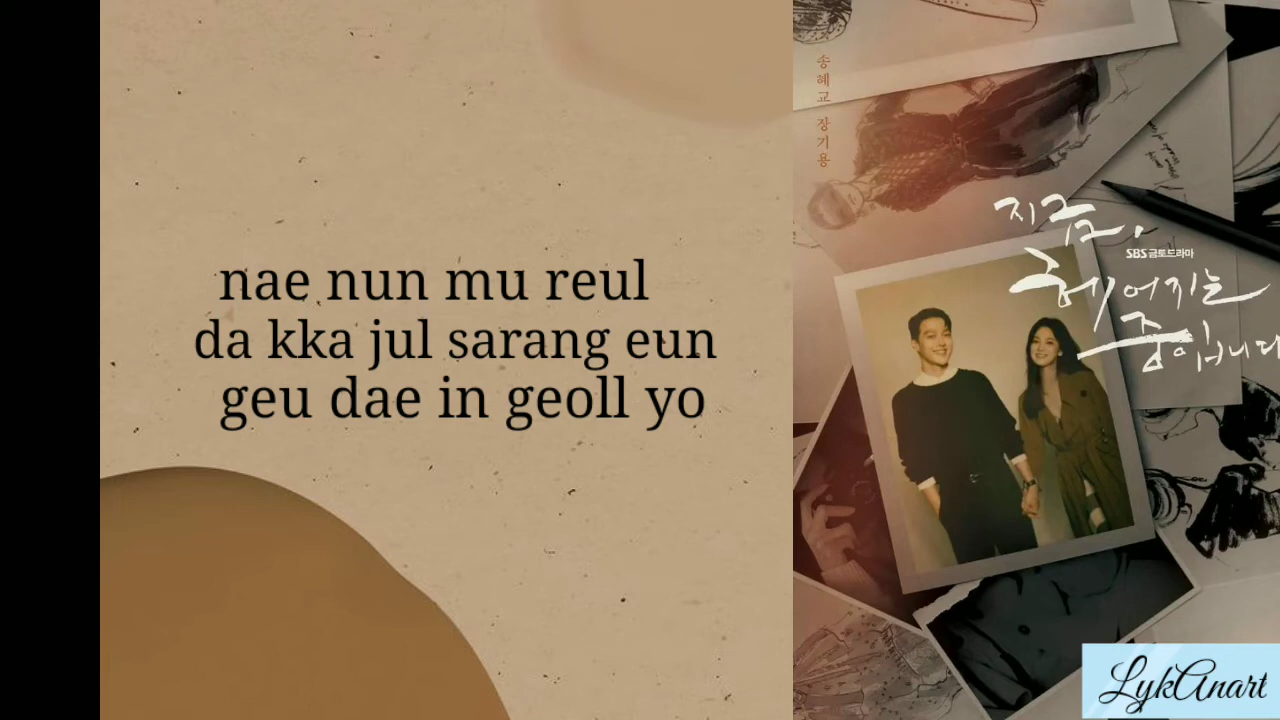 nae nun mu reul
da kka jul sarang eun
geu dae in geoll yo
송혜교 장기용
지금,
SBS 금토드라마
헤어지는
중입니다
LykAnart